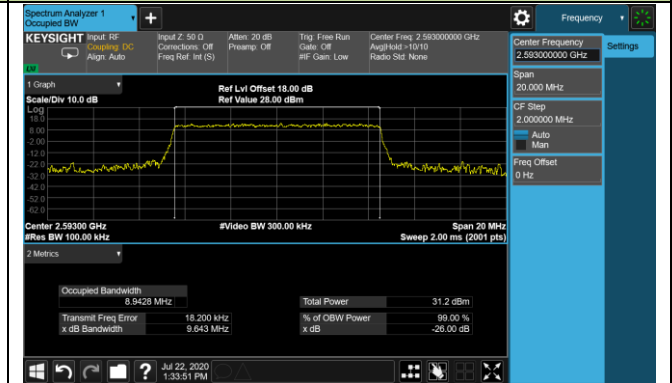 Spectrum Analyzer 1
Occupied BW
Frequency
KEYSIGHT Input: RF
Coupling: DC
Align: Auto
Input Z: 50 Ω
Corrections: Off
Freq Ref: Int (S)
Atten: 20 dB
Preamp: Off
Trig: Free Run
Gate: Off
#IF Gain: Low
Center Freq: 2.593000000 GHz
Avg|Hold:>10/10
Radio Std: None
Center Frequency
2.593000000 GHz
Settings
Span
20.000 MHz
CF Step
2.000000 MHz
Auto
Man
Freq Offset
0 Hz
1 Graph
Scale/Div 10.0 dB
Ref Lvl Offset 18.00 dB
Ref Value 28.00 dBm
Log
18.0
8.00
-2.00
-12.0
-22.0
-32.0
-42.0
-52.0
-62.0
Center 2.59300 GHz
#Video BW 300.00 kHz
Span 20 MHz
#Res BW 100.00 kHz
Sweep 2.00 ms (2001 pts)
2 Metrics
Occupied Bandwidth
8.9428 MHz
Total Power 31.2 dBm
Transmit Freq Error 18.200 kHz
% of OBW Power 99.00 %
x dB Bandwidth 9.643 MHz
x dB -26.00 dB
Jul 22, 2020
1:33:51 PM